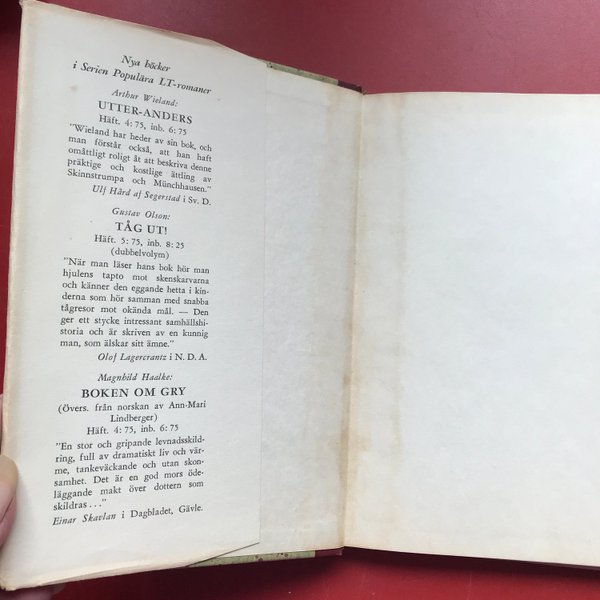 Nya böcker
i Serien Populära LT-romaner
Arthur Wieland:
UTTER-ANDERS
Häft. 4: 75, inb. 6: 75
"Wieland har heder av sin bok, och
man förstår också, att han haft
omåttligt roligt åt att beskriva denne
präktige och kostlige ättling av
Skinnstrumpa och Münchhausen."
Ulf Hård af Segerstad i Sv. D.
Gustav Olson:
TÅG UT!
Häft. 5: 75, inb. 8: 25
(dubbelvolym)
"När man läser hans bok hör man
hjulens tapto mot skenskarvarna
och känner den eggande hetta i kin-
derna som hör samman med snabba
tågresor mot okända mål. — Den
ger ett stycke intressant samhällshi-
storia och är skriven av en kunnig
man, som älskar sitt ämne."
Olof Lagercrantz i N. D. A.
Magnhild Haalke:
BOKEN OM GRY
(Övers. från norskan av Ann-Mari
Lindberger)
Häft. 4: 75, inb. 6: 75
"En stor och gripande levnadsskild-
ring, full av dramatiskt liv och vär-
me, tankeväckande och utan skon-
samhet. Det är en god mors öde-
läggande makt över dottern som
skildras . . ."
Einar Skavlan i Dagbladet, Gävle.